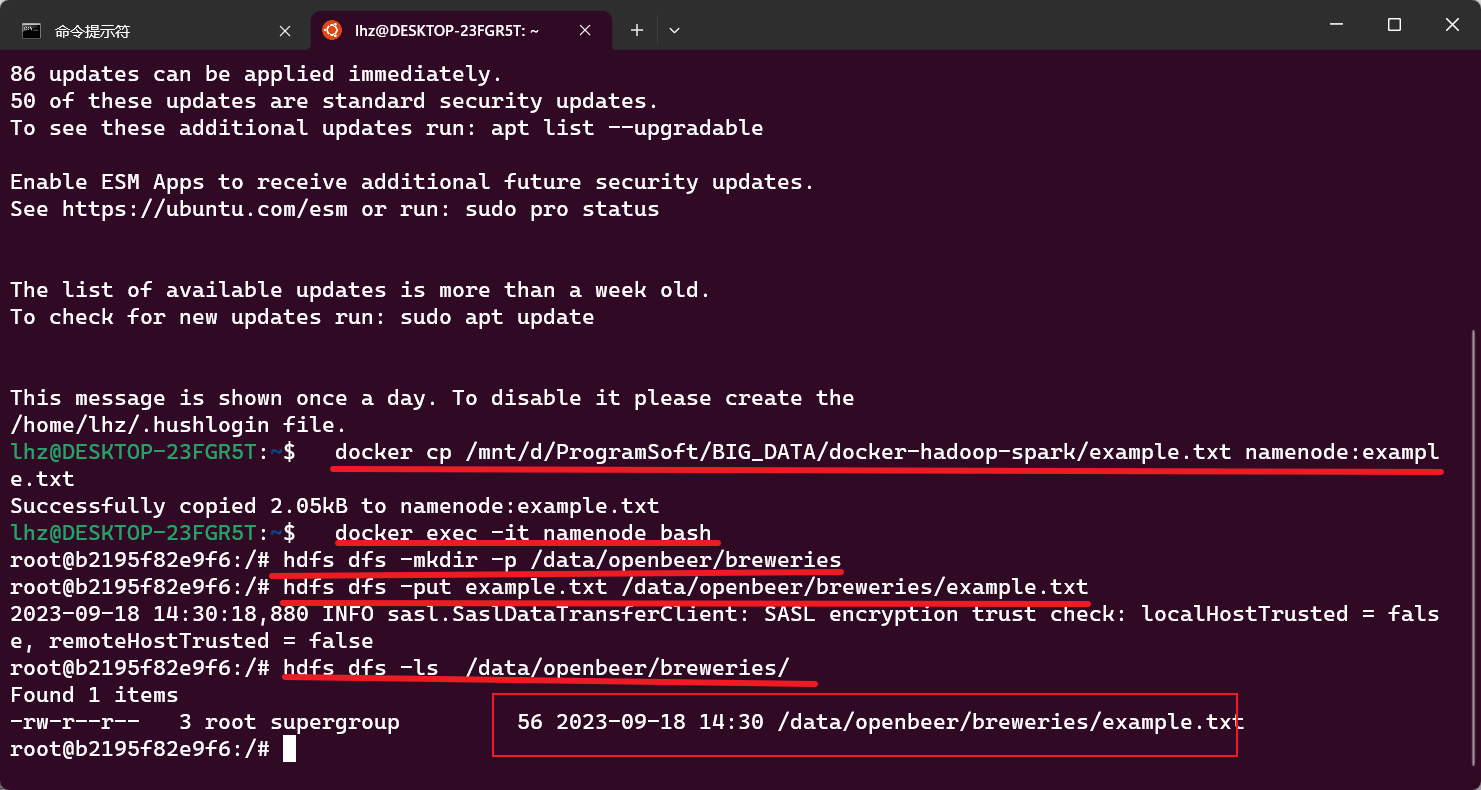 命令提示符
lhz@DESKTOP-23FGR5T: ~
86 updates can be applied immediately.
50 of these updates are standard security updates.
To see these additional updates run: apt list --upgradable
Enable ESM Apps to receive additional future security updates.
See https://ubuntu.com/esm or run: sudo pro status
The list of available updates is more than a week old.
To check for new updates run: sudo apt update
This message is shown once a day. To disable it please create the
/home/lhz/.hushlogin file.
lhz@DESKTOP-23FGR5T:~$   docker cp /mnt/d/ProgramSoft/BIG_DATA/docker-hadoop-spark/example.txt namenode:exampl
e.txt
Successfully copied 2.05kB to namenode:example.txt
lhz@DESKTOP-23FGR5T:~$   docker exec -it namenode bash
root@b2195f82e9f6:/# hdfs dfs -mkdir -p /data/openbeer/breweries
root@b2195f82e9f6:/# hdfs dfs -put example.txt /data/openbeer/breweries/example.txt
2023-09-18 14:30:18,880 INFO sasl.SaslDataTransferClient: SASL encryption trust check: localHostTrusted = fals
e, remoteHostTrusted = false
root@b2195f82e9f6:/# hdfs dfs -ls  /data/openbeer/breweries/
Found 1 items
-rw-r--r--   3 root supergroup         56 2023-09-18 14:30 /data/openbeer/breweries/example.txt
root@b2195f82e9f6:/#